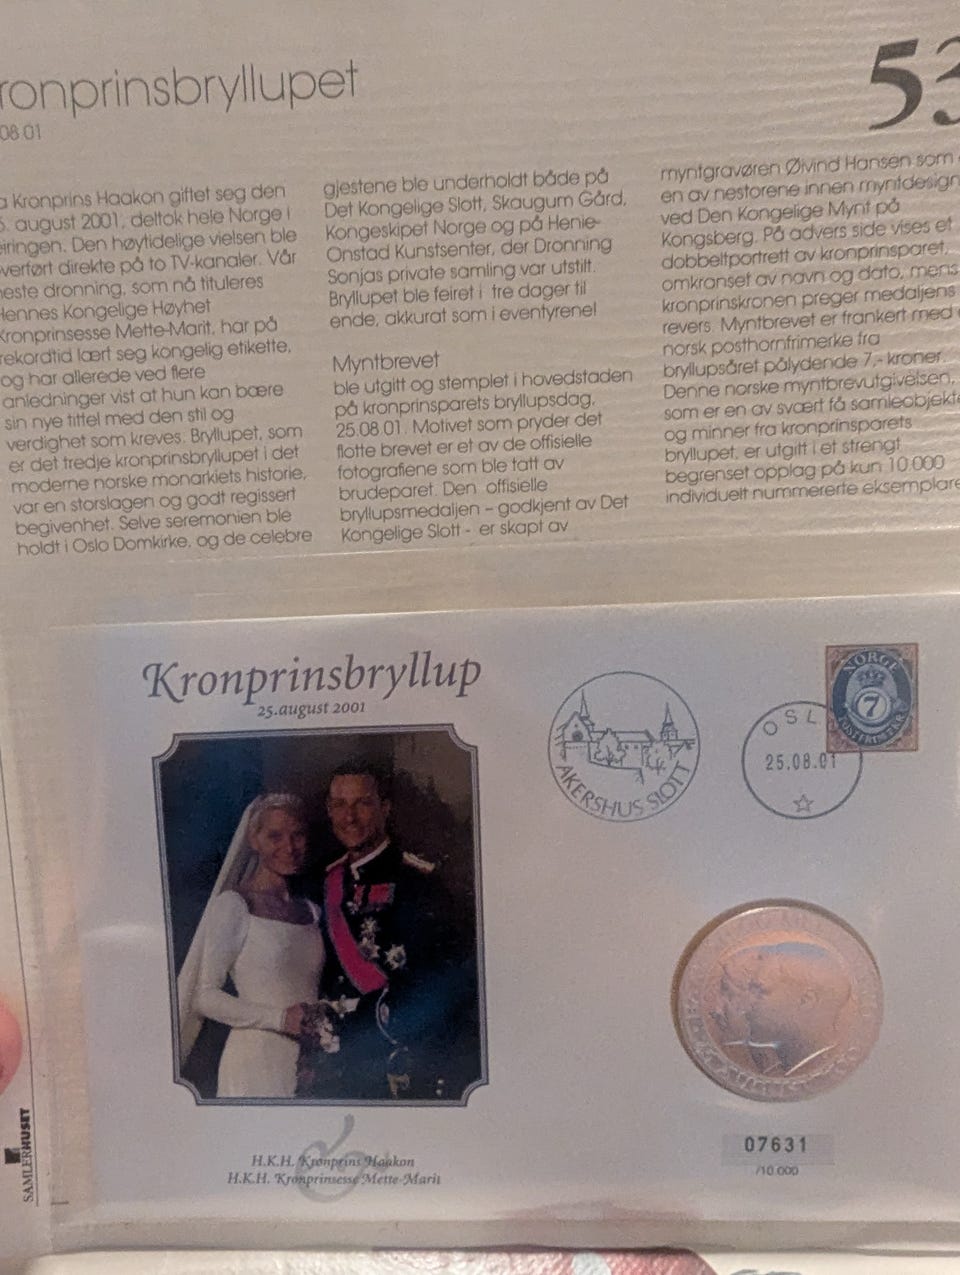 ronprinsbryllupet
08.01
53
a Kronprins Haakon giftet seg den
5. august 2001, deltok hele Norge i
eiringen. Den høytidelige vielsen ble
verført direkte på to TV-kanaler. Vår
neste dronning, som nå tituleres
Hennes Kongelige Høyhet
Kronprinsesse Mette-Marit, har på
rekordtid lært seg kongelig etikette,
og har allerede ved flere
anledninger vist at hun kan bære
sin nye tittel med den stil og
verdighet som kreves. Bryllupet, som
er det tredje kronprinsbryllupet i det
moderne norske monarkiets historie,
var en storslagen og godt regissert
begivenhet. Selve seremonien ble
holdt i Oslo Domkirke, og de celebre
gjestene ble underholdt både på
Det Kongelige Slott, Skaugum Gård,
Kongeskipet Norge og på Henie-
Onstad Kunstsenter, der Dronning
Sonjas private samling var utstilt.
Bryllupet ble feiret i tre dager til
ende, akkurat som i eventyrene!
Myntbrevet
ble utgitt og stemplet i hovedstaden
på kronprinsparets bryllupsdag,
25.08.01. Motivet som pryder det
flotte brevet er et av de offisielle
fotografiene som ble tatt av
brudeparet. Den offisielle
bryllupsmedaljen – godkjent av Det
Kongelige Slott - er skapt av
myntgravøren Øivind Hansen som
en av nestorene innen myntdesign
ved Den Kongelige Mynt på
Kongsberg. På advers side vises et
dobbeltportrett av kronprinsparet,
omkranset av navn og dato, mens
kronprinskronen preger medaljens
revers. Myntbrevet er frankert med
norsk posthornfrimerke fra
bryllupsåret pålydende 7,- kroner.
Denne norske myntbrevutgivelsen,
som er en av svært få samleobjekte
og minner fra kronprinsparets
bryllupet, er utgitt i et strengt
begrenset opplag på kun 10.000
individuelt nummererte eksemplare
Kronprinsbryllup
25.august 2001
AKERSHUS SLOTT
OSL
25.08.01
NORGE
7
POSTFRIMERKE
07631
/10 000
&
H.K.H. Kronprins Haakon
H.K.H. Kronprinsesse Mette-Marit
SAMLERHUSET